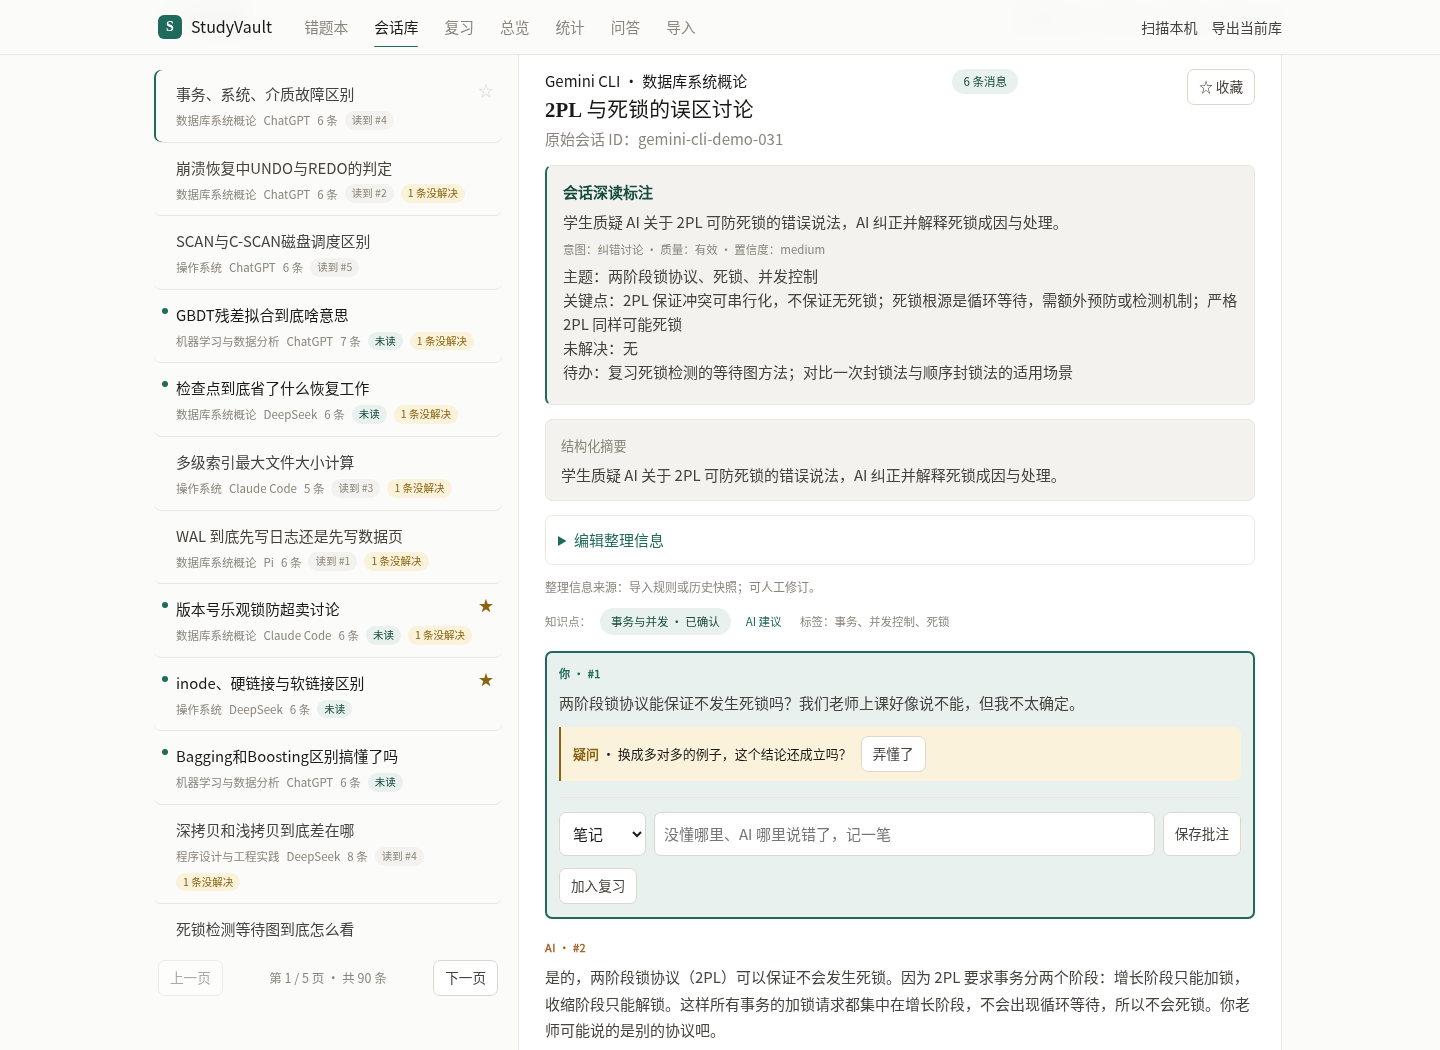 S StudyVault 错题本 会话库 复习 总览 统计 问答 导入 扫描本机 导出当前库
事务、系统、介质故障区别 ☆
数据库系统概论 ChatGPT 6 条 读到 #4
崩溃恢复中UNDO与REDO的判定
数据库系统概论 ChatGPT 6 条 读到 #2 1 条没解决
SCAN与C-SCAN磁盘调度区别
操作系统 ChatGPT 6 条 读到 #5
GBDT残差拟合到底啥意思
机器学习与数据分析 ChatGPT 7 条 未读 1 条没解决
检查点到底省了什么恢复工作
数据库系统概论 DeepSeek 6 条 未读 1 条没解决
多级索引最大文件大小计算
操作系统 Claude Code 5 条 读到 #3 1 条没解决
WAL 到底先写日志还是先写数据页
数据库系统概论 Pi 6 条 读到 #1 1 条没解决
版本号乐观锁防超卖讨论 ★
数据库系统概论 Claude Code 6 条 未读 1 条没解决
inode、硬链接与软链接区别 ★
操作系统 DeepSeek 6 条 未读
Bagging和Boosting区别搞懂了吗
机器学习与数据分析 ChatGPT 6 条 未读
深拷贝和浅拷贝到底差在哪
程序设计与工程实践 DeepSeek 8 条 读到 #4
1 条没解决
死锁检测等待图到底怎么看
上一页 第 1 / 5 页 · 共 90 条 下一页
Gemini CLI · 数据库系统概论 6 条消息 ☆ 收藏
2PL 与死锁的误区讨论
原始会话 ID：gemini-cli-demo-031
会话深读标注
学生质疑 AI 关于 2PL 可防死锁的错误说法，AI 纠正并解释死锁成因与处理。
意图：纠错讨论 · 质量：有效 · 置信度：medium
主题：两阶段锁协议、死锁、并发控制
关键点：2PL 保证冲突可串行化，不保证无死锁；死锁根源是循环等待，需额外预防或检测机制；严格
2PL 同样可能死锁
未解决：无
待办：复习死锁检测的等待图方法；对比一次封锁法与顺序封锁法的适用场景
结构化摘要
学生质疑 AI 关于 2PL 可防死锁的错误说法，AI 纠正并解释死锁成因与处理。
▶ 编辑整理信息
整理信息来源：导入规则或历史快照；可人工修订。
知识点： 事务与并发 · 已确认 AI 建议 标签：事务、并发控制、死锁
你 · #1
两阶段锁协议能保证不发生死锁吗？我们老师上课好像说不能，但我不太确定。
疑问 · 换成多对多的例子，这个结论还成立吗？ 弄懂了
笔记 没懂哪里、AI 哪里说错了，记一笔 保存批注
加入复习
AI · #2
是的，两阶段锁协议（2PL）可以保证不会发生死锁。因为 2PL 要求事务分两个阶段：增长阶段只能加锁，
收缩阶段只能解锁。这样所有事务的加锁请求都集中在增长阶段，不会出现循环等待，所以不会死锁。你老
师可能说的是别的协议吧。